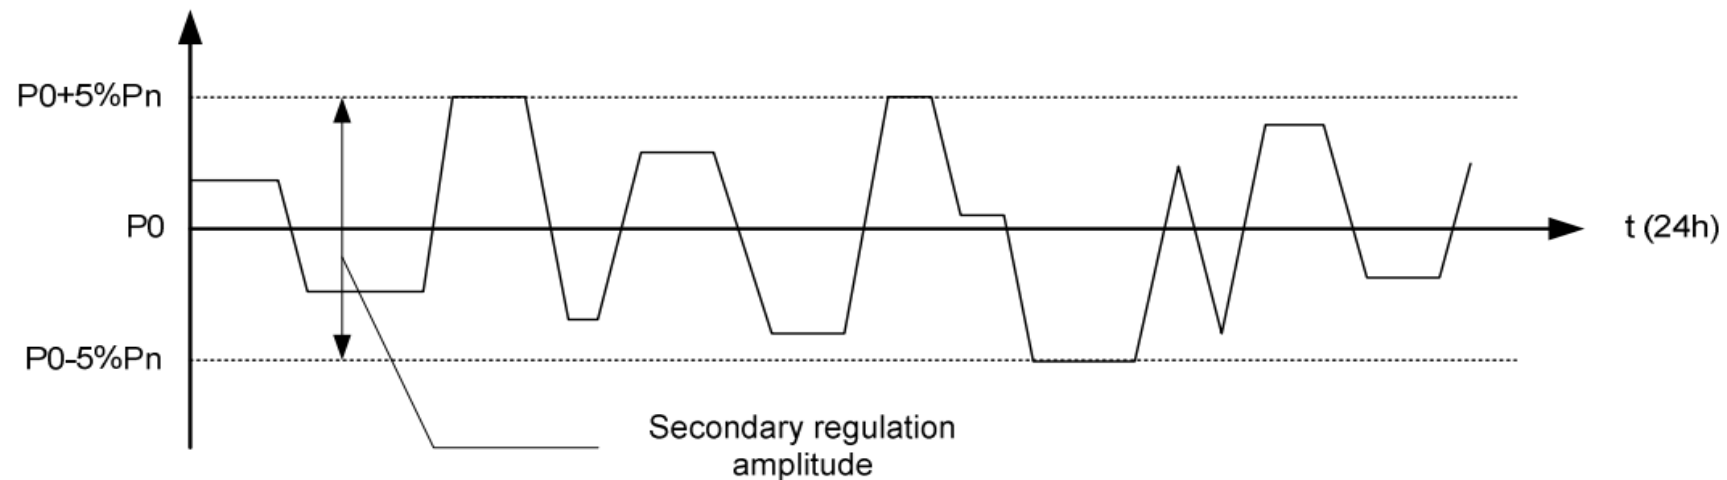 P0+5%Pn
P0
t (24h)
P0-5%Pn
Secondary regulation
amplitude